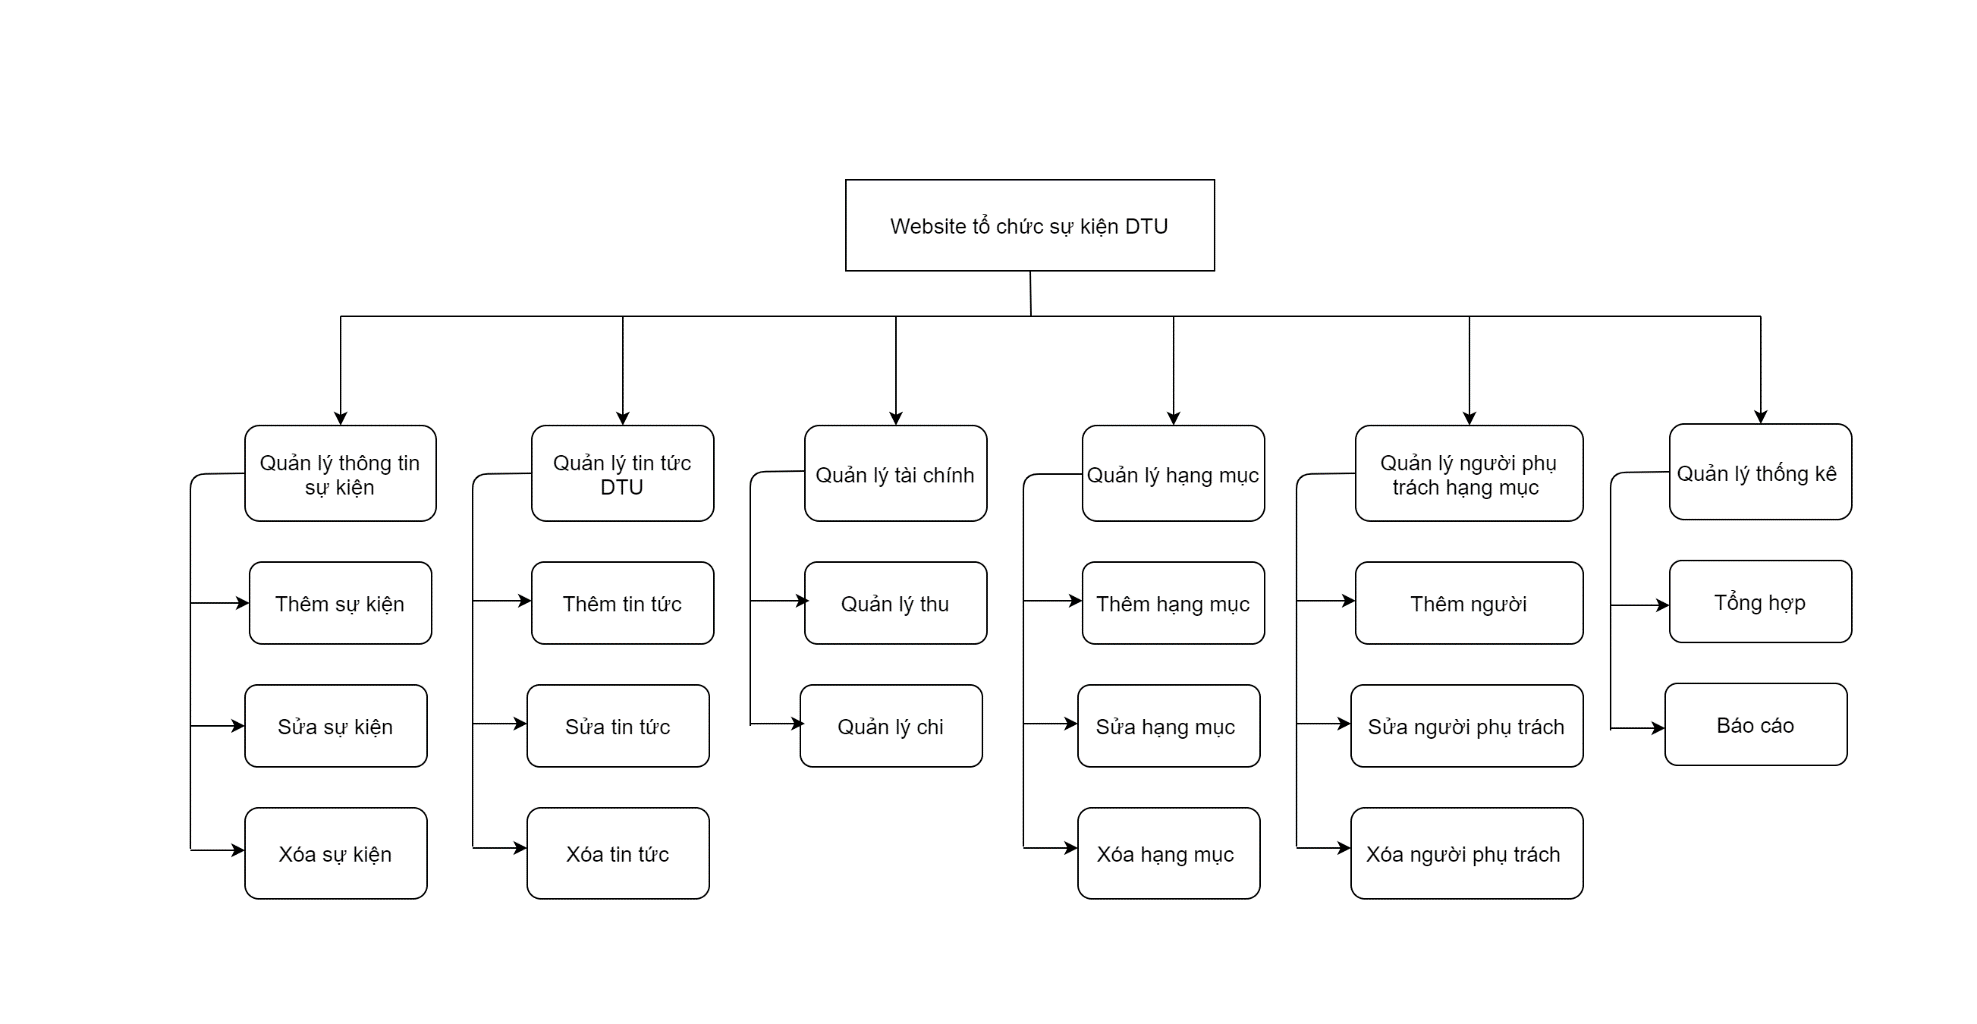 Website tổ chức sự kiện DTU
Quản lý thông tin
sự kiện
Quản lý tin tức
DTU
Quản lý tài chính
Quản lý hạng mục
Quản lý người phụ
trách hạng mục
Quản lý thống kê
Thêm sự kiện
Thêm tin tức
Quản lý thu
Thêm hạng mục
Thêm người
Tổng hợp
Sửa sự kiện
Sửa tin tức
Quản lý chi
Sửa hạng mục
Sửa người phụ trách
Báo cáo
Xóa sự kiện
Xóa tin tức
Xóa hạng mục
Xóa người phụ trách